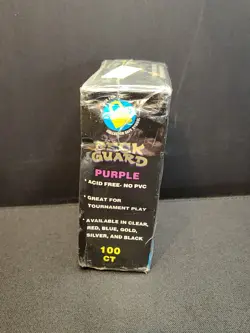 DECK
GUARD
PURPLE
* ACID FREE- NO PVC
* GREAT FOR
TOURNAMENT PLAY
* AVAILABLE IN CLEAR,
RED, BLUE, GOLD,
SILVER, AND BLACK
100
CT